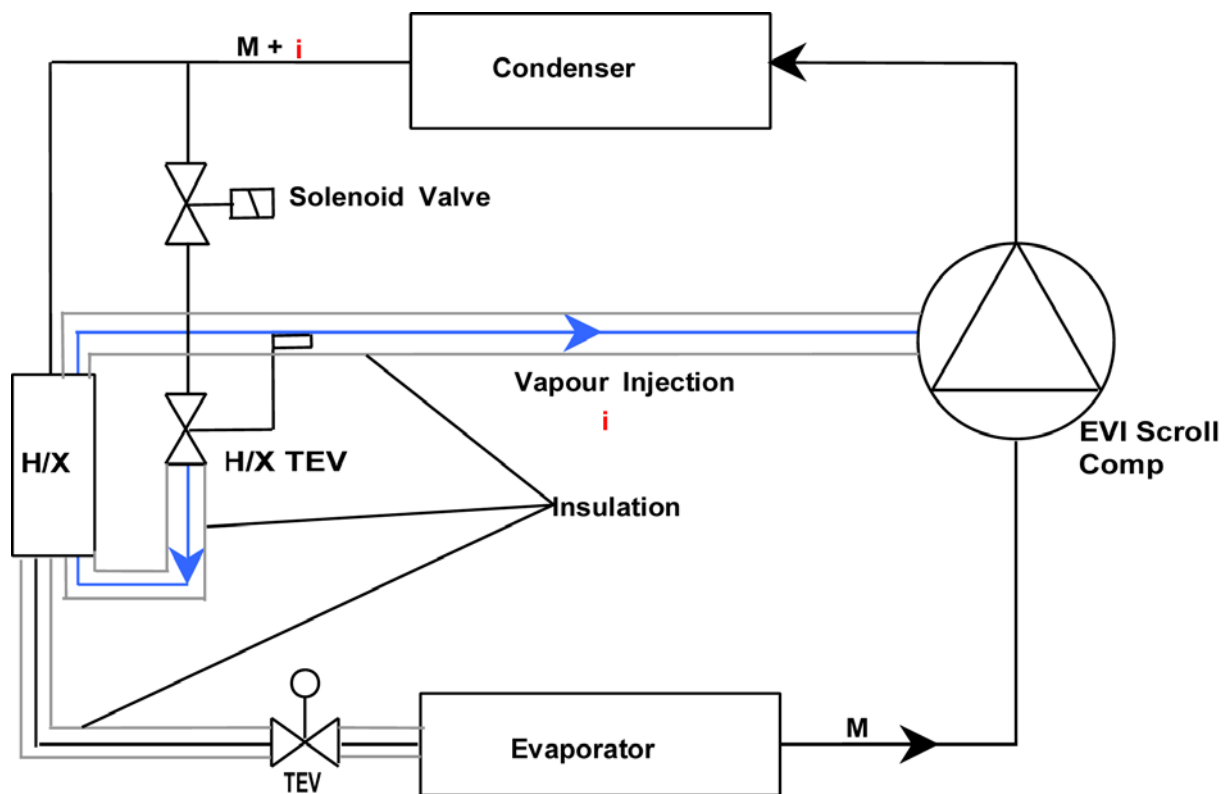 M + i
Condenser
Solenoid Valve
Vapour Injection
i
EVI Scroll
Comp
H/X
H/X TEV
Insulation
M
Evaporator
TEV